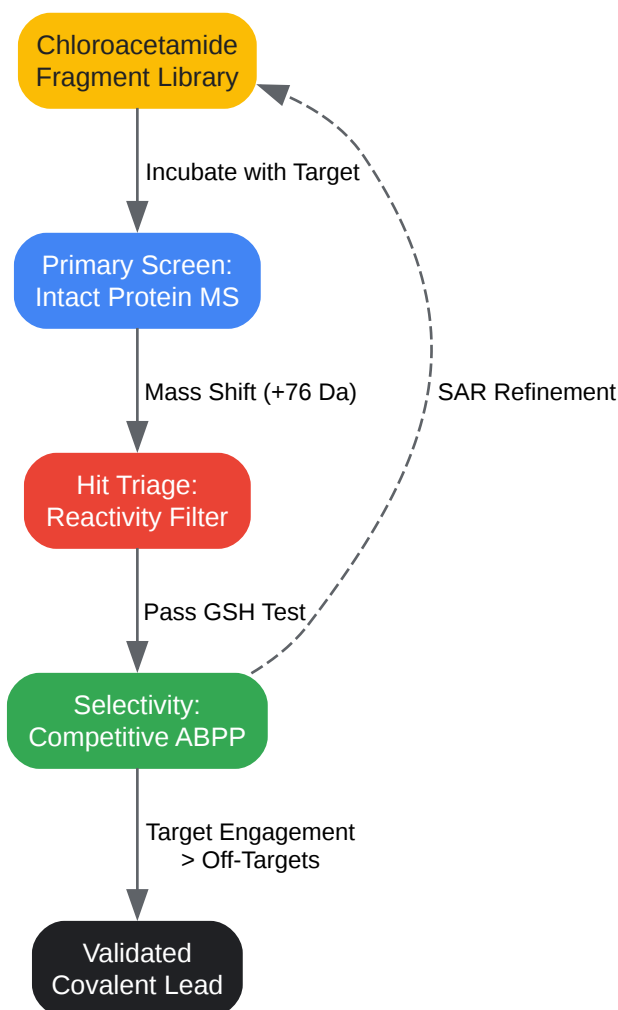 Chloroacetamide
Fragment Library
Incubate with Target
Primary Screen:
Intact Protein MS
Mass Shift (+76 Da)
SAR Refinement
Hit Triage:
Reactivity Filter
Pass GSH Test
Selectivity:
Competitive ABPP
Target Engagement
> Off-Targets
Validated
Covalent Lead